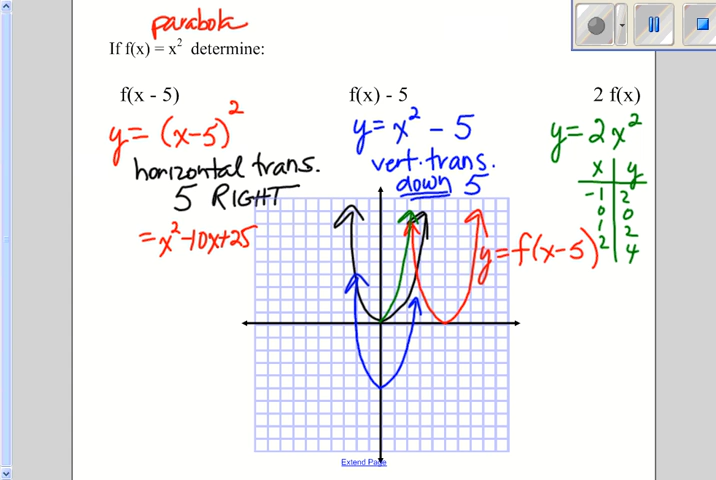 parabola
If f(x) = x² determine:
f(x - 5)
f(x) - 5
2 f(x)
y = (x-5)²
y = x² - 5
y = 2x²
horizontal trans.
5 RIGHT
vert. trans.
down 5
x y
-1 2
0 0
1 2
2 4
= x² - 10x + 25
y = f(x-5)
Extend Page